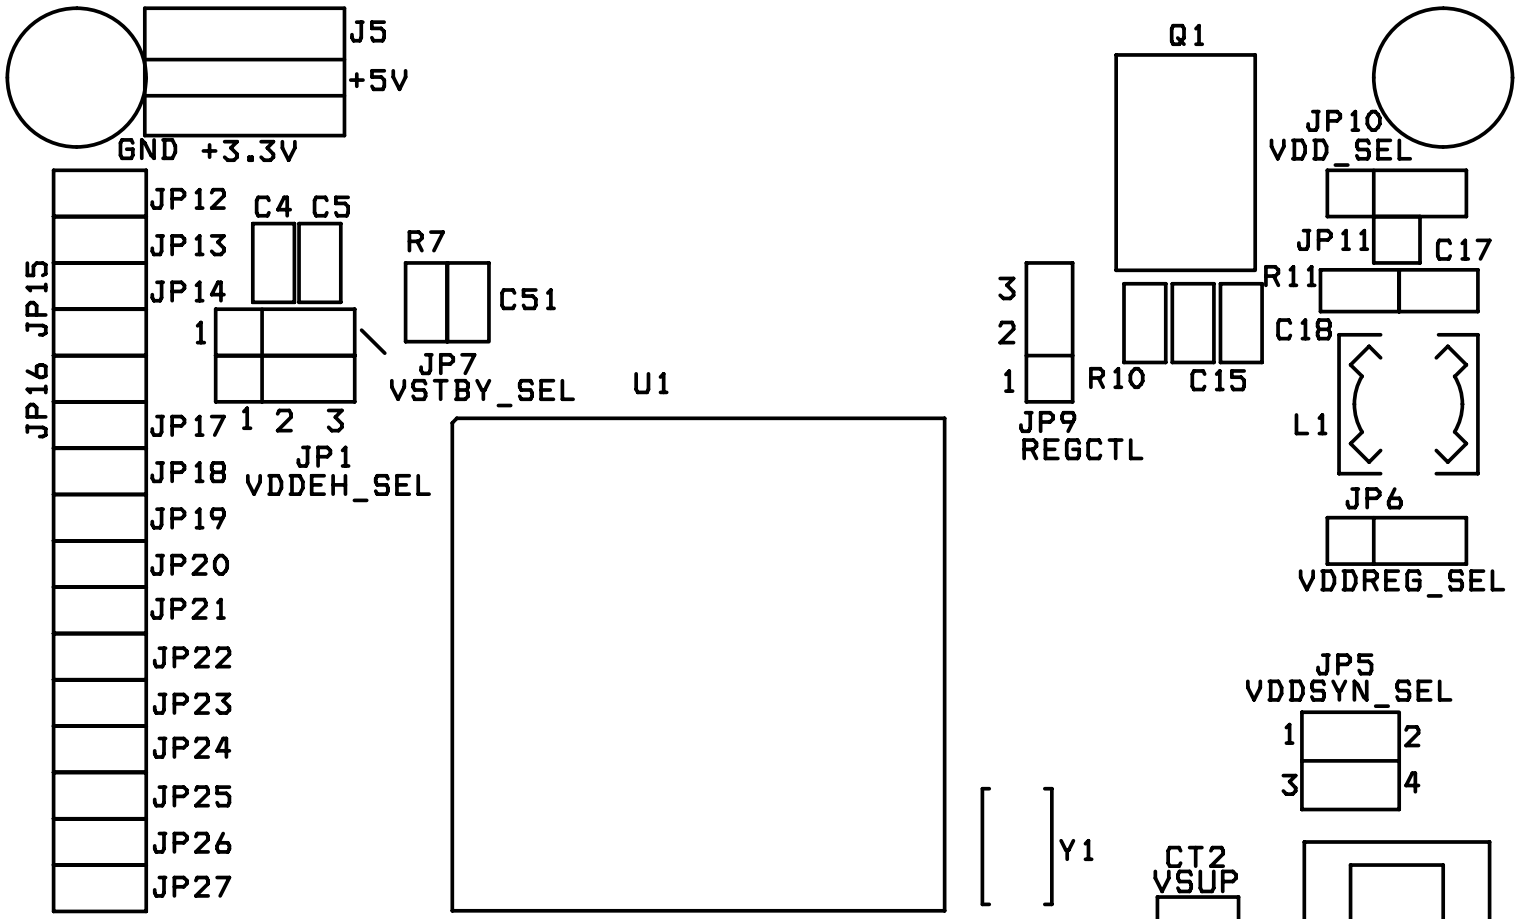 J5
+5V
GND +3.3V
Q1
JP10
VDD_SEL
JP12
JP13
JP14
JP15
JP16
JP17
JP18
JP19
JP20
JP21
JP22
JP23
JP24
JP25
JP26
JP27
C4 C5
R7
C51
1
JP7
VSTBY_SEL
1 2 3
JP1
VDDEH_SEL
U1
3
2
1
JP9
REGCTL
R10
C15
JP11
C17
R11
C18
L1
JP6
VDDREG_SEL
JP5
VDDSYN_SEL
1 2
3 4
Y1
CT2
VSUP